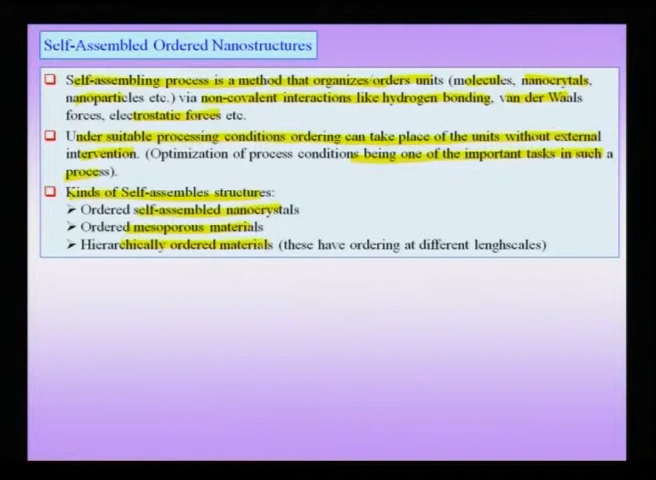 Self-Assembled Ordered Nanostructures
Self-assembling process is a method that organizes/orders units (molecules, nanocrytals,
nanoparticles etc.) via non-covalent interactions like hydrogen bonding, van der Waals
forces, electrostatic forces etc.
Under suitable processing conditions ordering can take place of the units without external
intervention. (Optimization of process conditions being one of the important tasks in such a
process).
Kinds of Self-assembles structures:
Ordered self-assembled nanocrystals
Ordered mesoporous materials
Hierarchically ordered materials (these have ordering at different lenghscales)